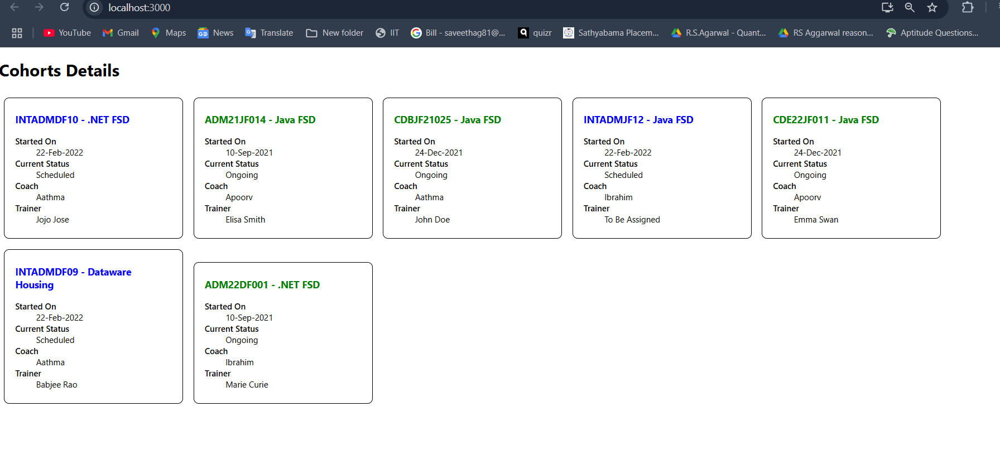 localhost:3000
YouTube Gmail Maps News Translate New folder IIT Bill - saveethag81@... quizr Sathyabama Placem... R.S.Agarwal - Quant... RS Aggarwal reason... Aptitude Questions...
Cohorts Details
INTADMDF10 - .NET FSD
Started On
22-Feb-2022
Current Status
Scheduled
Coach
Aathma
Trainer
Jojo Jose
ADM21JF014 - Java FSD
Started On
10-Sep-2021
Current Status
Ongoing
Coach
Apoorv
Trainer
Elisa Smith
CDBJF21025 - Java FSD
Started On
24-Dec-2021
Current Status
Ongoing
Coach
Aathma
Trainer
John Doe
INTADMJF12 - Java FSD
Started On
22-Feb-2022
Current Status
Scheduled
Coach
Ibrahim
Trainer
To Be Assigned
CDE22JF011 - Java FSD
Started On
24-Dec-2021
Current Status
Ongoing
Coach
Apoorv
Trainer
Emma Swan
INTADMDF09 - Dataware
Housing
Started On
22-Feb-2022
Current Status
Scheduled
Coach
Aathma
Trainer
Babjee Rao
ADM22DF001 - .NET FSD
Started On
10-Sep-2021
Current Status
Ongoing
Coach
Ibrahim
Trainer
Marie Curie